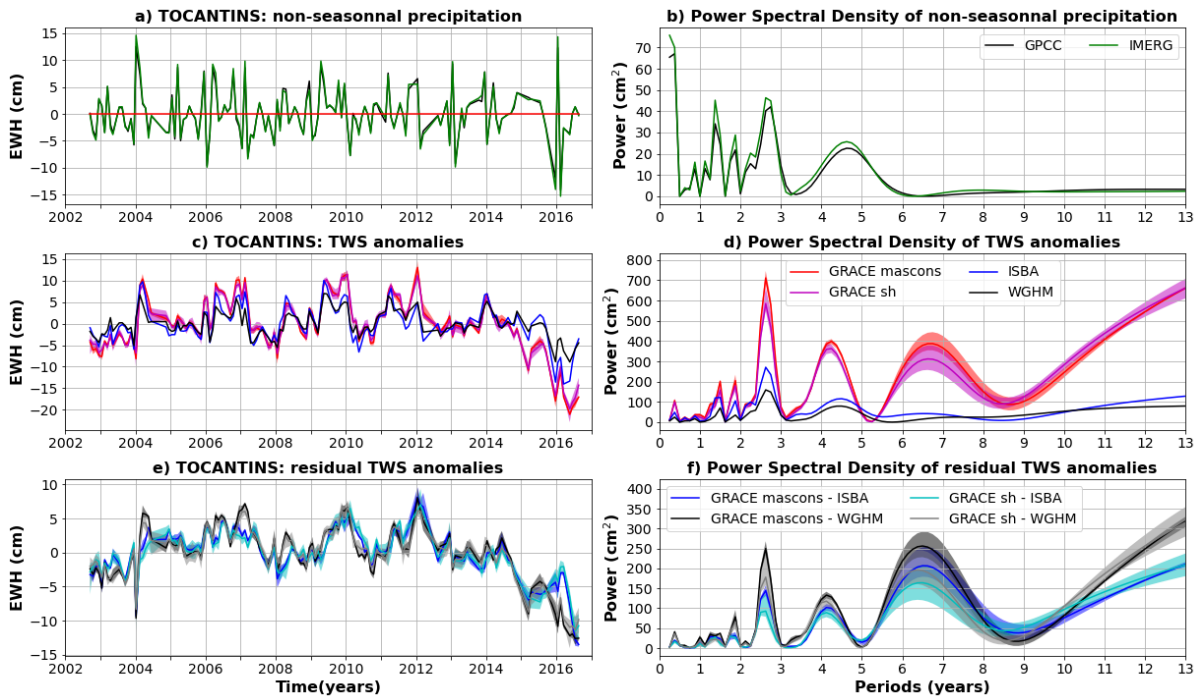 a) TOCANTINS: non-seasonnal precipitation
b) Power Spectral Density of non-seasonnal precipitation
EWH (cm)
15
10
5
0
−5
−10
−15
2002 2004 2006 2008 2010 2012 2014 2016
Power (cm²)
70
60
50
40
30
20
10
0
GPCC IMERG
0 1 2 3 4 5 6 7 8 9 10 11 12 13
c) TOCANTINS: TWS anomalies
d) Power Spectral Density of TWS anomalies
EWH (cm)
15
10
5
0
−5
−10
−15
−20
2002 2004 2006 2008 2010 2012 2014 2016
Power (cm²)
800
700
600
500
400
300
200
100
0
GRACE mascons ISBA
GRACE sh WGHM
0 1 2 3 4 5 6 7 8 9 10 11 12 13
e) TOCANTINS: residual TWS anomalies
f) Power Spectral Density of residual TWS anomalies
EWH (cm)
10
5
0
−5
−10
−15
2002 2004 2006 2008 2010 2012 2014 2016
Time(years)
Power (cm²)
400
350
300
250
200
150
100
50
0
GRACE mascons - ISBA GRACE sh - ISBA
GRACE mascons - WGHM GRACE sh - WGHM
0 1 2 3 4 5 6 7 8 9 10 11 12 13
Periods (years)